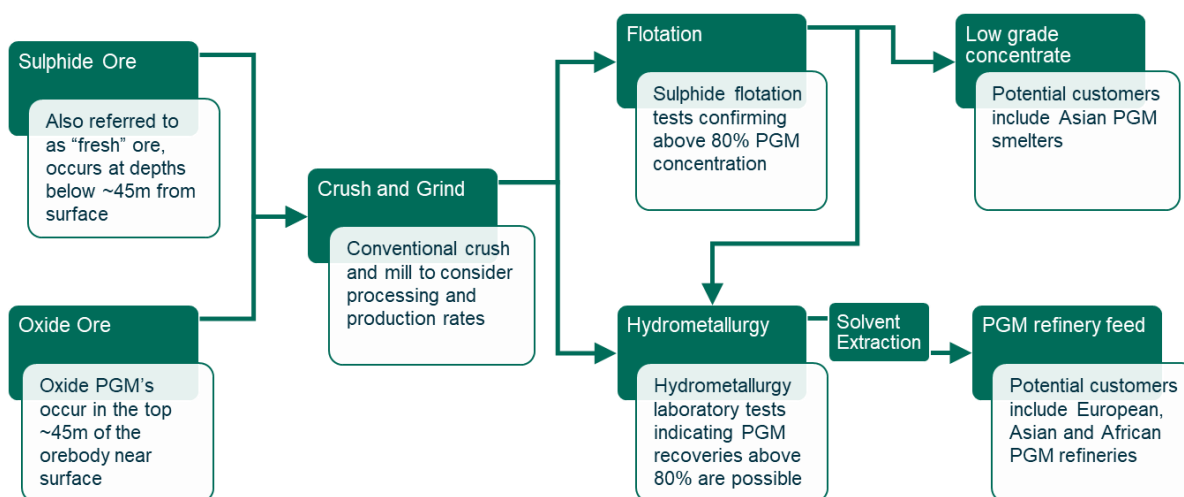 Sulphide Ore
Also referred to
as “fresh” ore,
occurs at depths
below ~45m from
surface
Oxide Ore
Oxide PGM’s
occur in the top
~45m of the
orebody near
surface
Crush and Grind
Conventional crush
and mill to consider
processing and
production rates
Flotation
Sulphide flotation
tests confirming
above 80% PGM
concentration
Low grade
concentrate
Potential customers
include Asian PGM
smelters
Hydrometallurgy
Hydrometallurgy
laboratory tests
indicating PGM
recoveries above
80% are possible
Solvent
Extraction
PGM refinery feed
Potential customers
include European,
Asian and African
PGM refineries